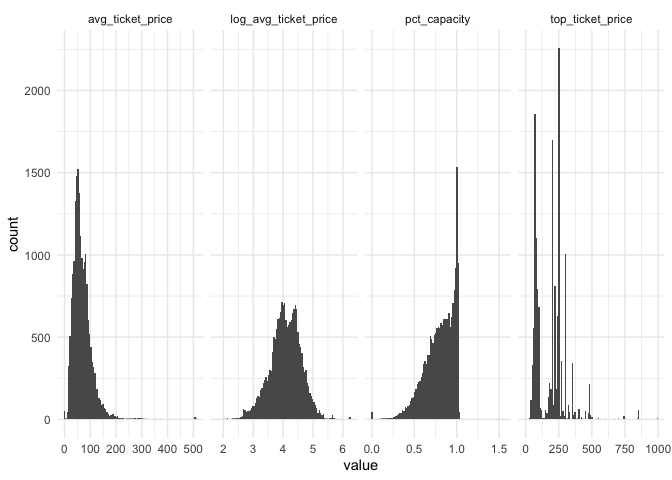 avg_ticket_price log_avg_ticket_price pct_capacity top_ticket_price
2000
1500
1000
500
0
count
0 100 200 300 400 500 2 3 4 5 6 0.0 0.5 1.0 1.5 0 250 500 750 1000
value